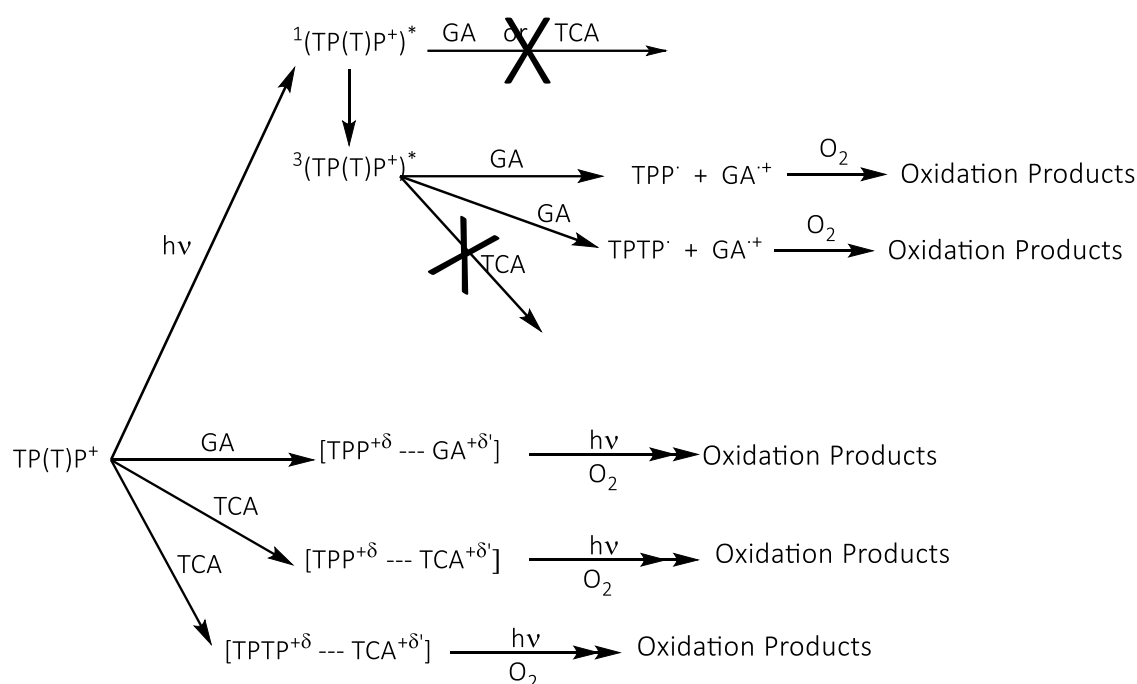 ¹(TP(T)P⁺)* GA or TCA
³(TP(T)P⁺)* GA TPP· + GA·⁺ O₂ Oxidation Products
GA TPTP· + GA·⁺ O₂ Oxidation Products
hν
TCA
TP(T)P⁺ GA [TPP⁺ᵟ --- GA⁺ᵟ'] hν O₂ Oxidation Products
TCA [TPP⁺ᵟ --- TCA⁺ᵟ'] hν O₂ Oxidation Products
TCA [TPTP⁺ᵟ --- TCA⁺ᵟ'] hν O₂ Oxidation Products